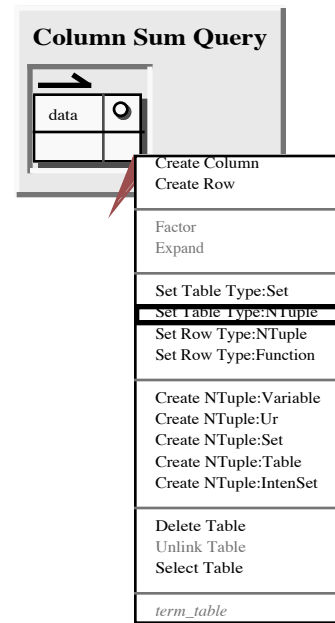 Column Sum Query
data
Create Column
Create Row
Factor
Expand
Set Table Type:Set
Set Table Type:NTuple
Set Row Type:NTuple
Set Row Type:Function
Create NTuple:Variable
Create NTuple:Ur
Create NTuple:Set
Create NTuple:Table
Create NTuple:IntenSet
Delete Table
Unlink Table
Select Table
term_table